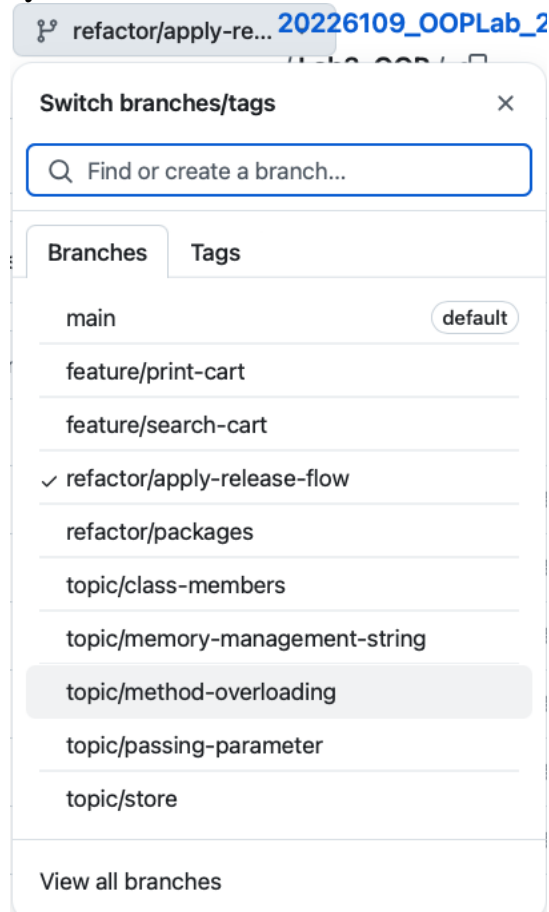 refactor/apply-re... 20226109_OOPLab_2
Switch branches/tags
Find or create a branch...
Branches Tags
main default
feature/print-cart
feature/search-cart
refactor/apply-release-flow
refactor/packages
topic/class-members
topic/memory-management-string
topic/method-overloading
topic/passing-parameter
topic/store
View all branches